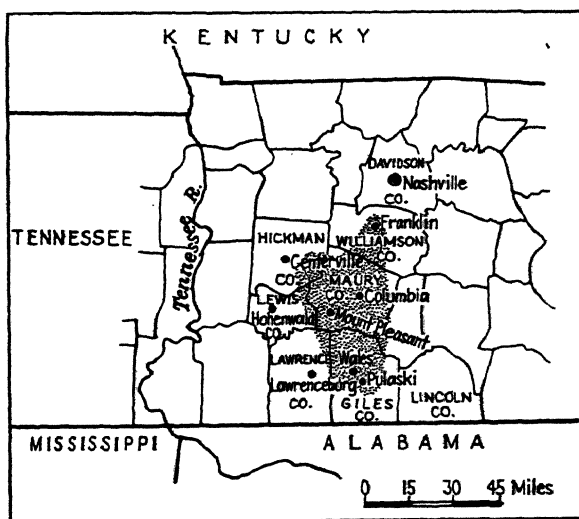 KENTUCKY
DAVIDSON
Nashville
CO.
Franklin
TENNESSEE
Tennessee R.
HICKMAN
WILLIAMSON
CO.
Centerville
CO.
MAURY
CO.
Columbia
LEWIS
Hohenwald
CO.
Mount Pleasant
LAWRENCE
Wales
Lawrenceburg
Pulaski
CO.
GILES
CO.
LINCOLN
CO.
MISSISSIPPI
ALABAMA
0 15 30 45 Miles